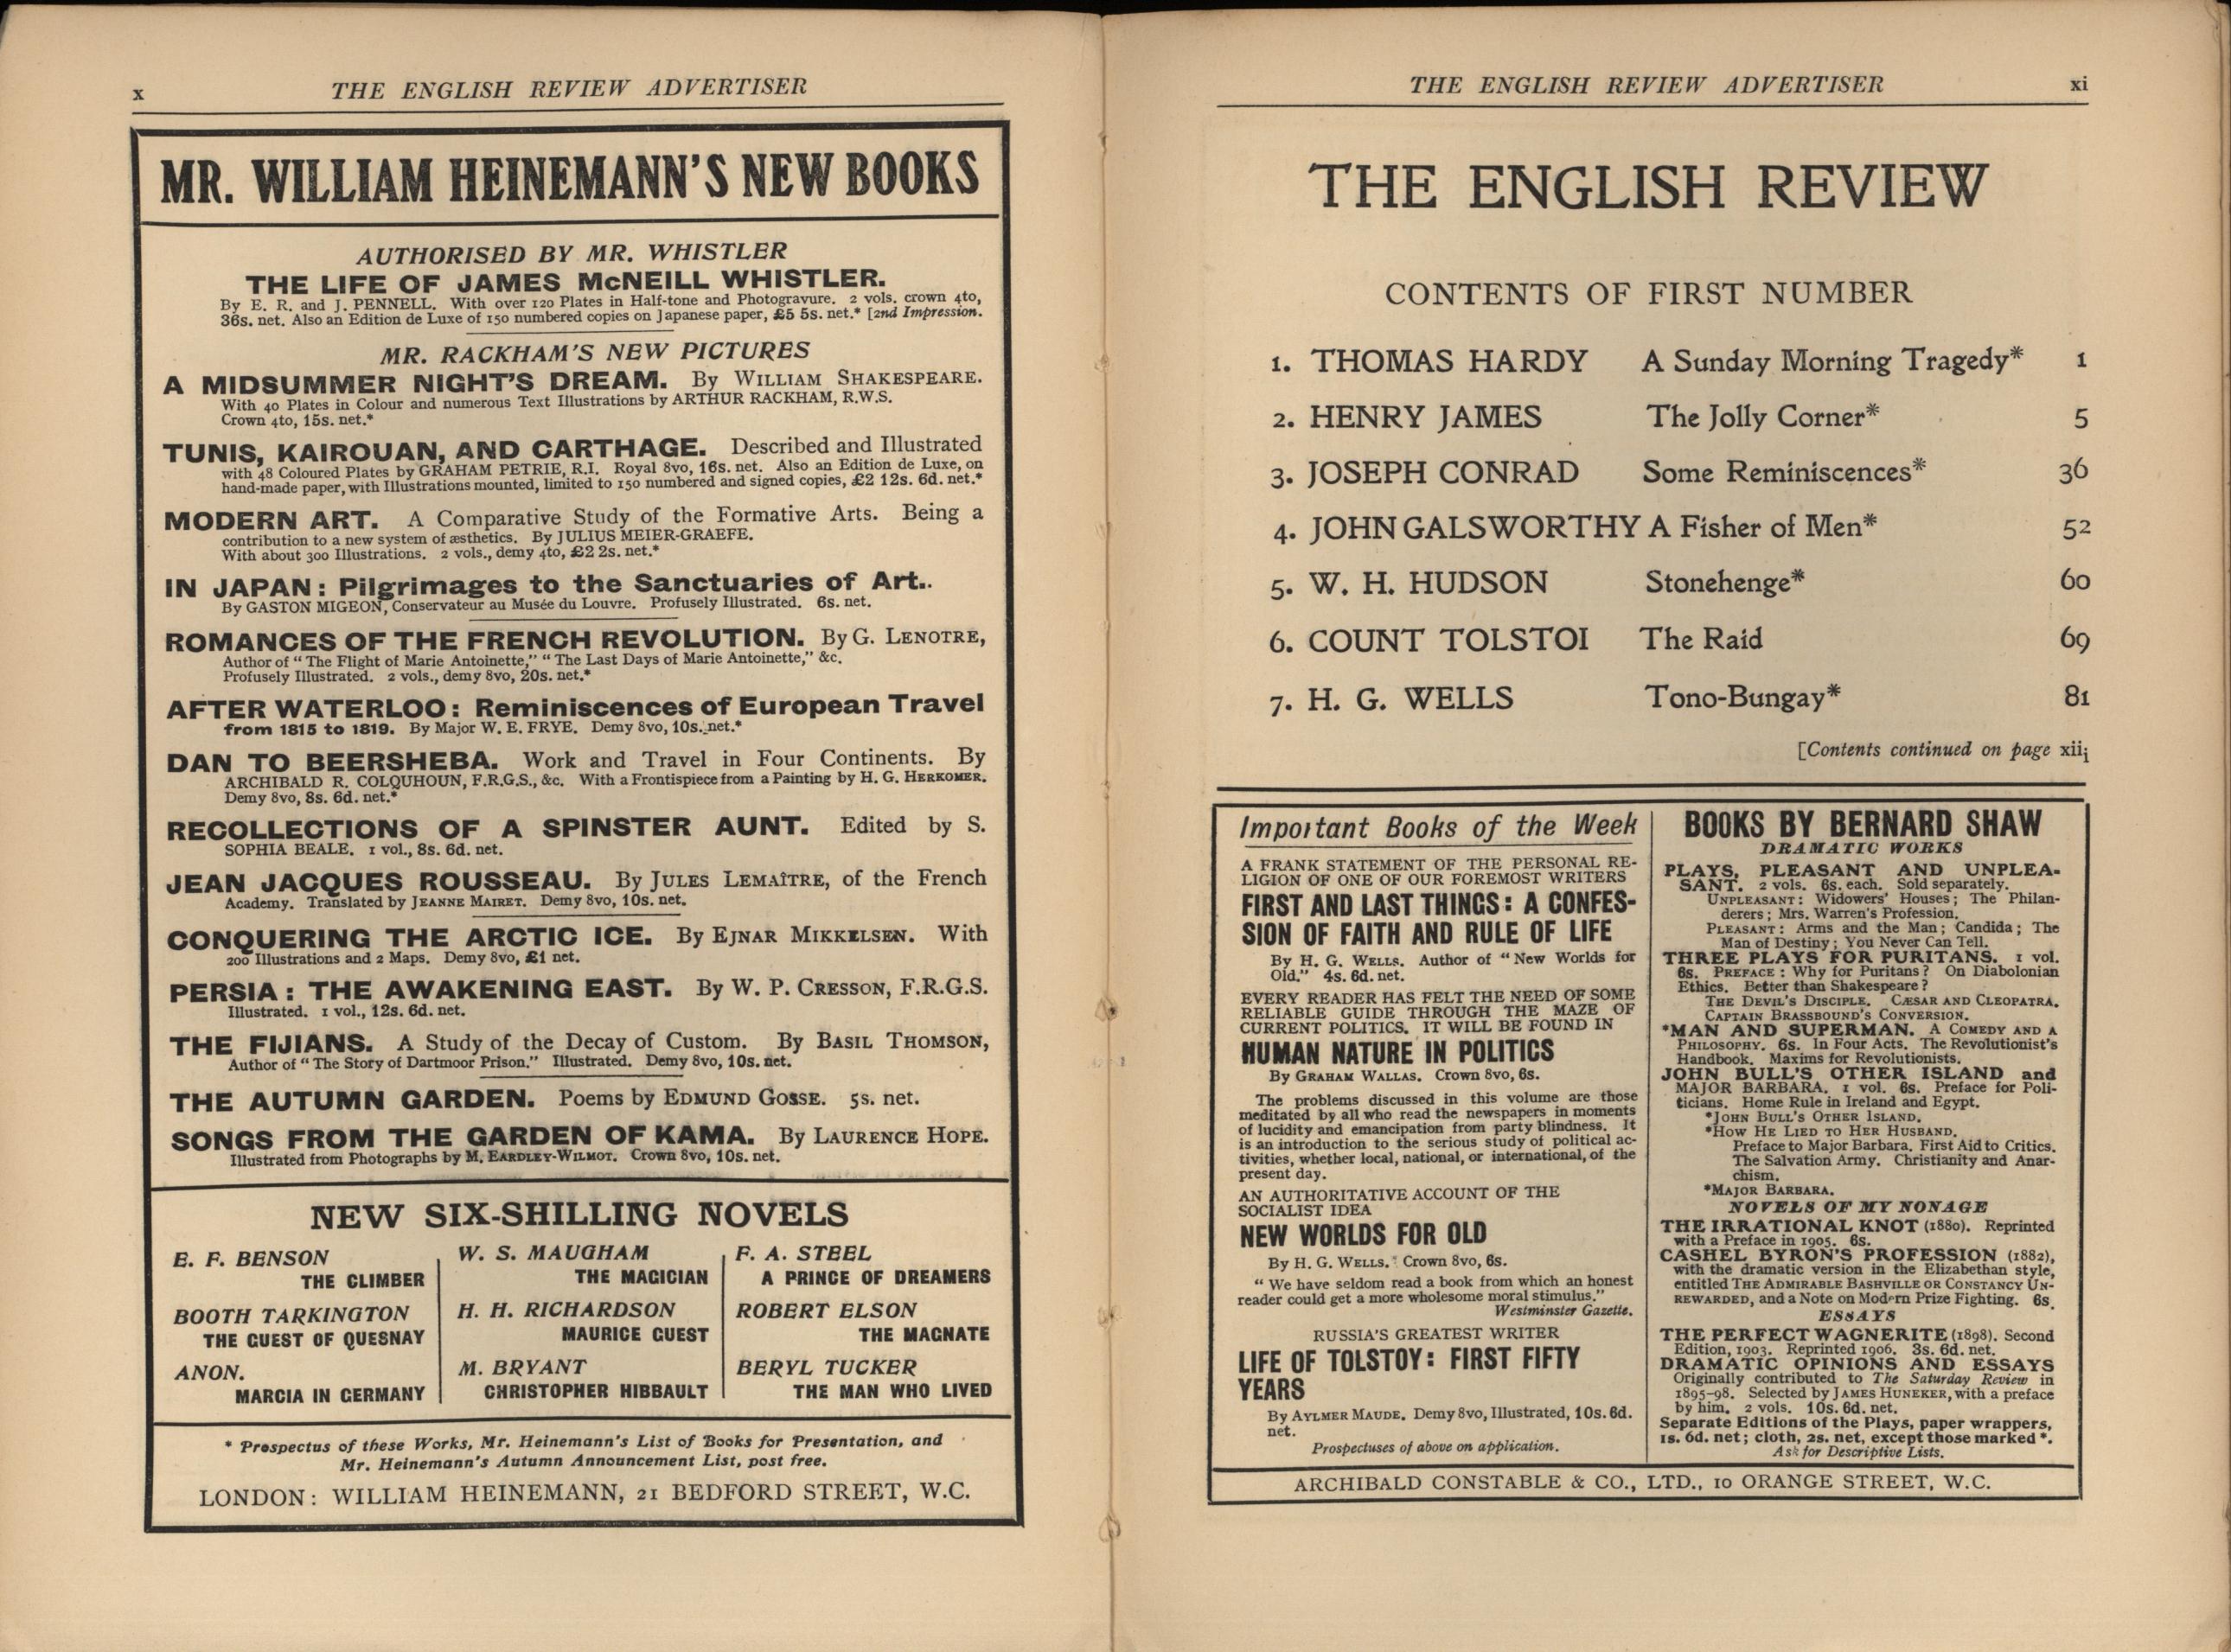 x
THE ENGLISH REVIEW ADVERTISER
MR. WILLIAM HEINEMANN'S NEW BOOKS
AUTHORISED BY MR. WHISTLER
THE LIFE OF JAMES McNEILL WHISTLER.
By E. R. and J. PENNELL. With over 120 Plates in Half-tone and Photogravure. 2 vols. crown 4to,
36s. net. Also an Edition de Luxe of 150 numbered copies on Japanese paper, £5 5s. net.* [2nd Impression.
MR. RACKHAM'S NEW PICTURES
A MIDSUMMER NIGHT'S DREAM. By WILLIAM SHAKESPEARE.
With 40 Plates in Colour and numerous Text Illustrations by ARTHUR RACKHAM, R.W.S.
Crown 4to, 15s. net.*
TUNIS, KAIROUAN, AND CARTHAGE. Described and Illustrated
with 48 Coloured Plates by GRAHAM PETRIE, R.I. Royal 8vo, 16s. net. Also an Edition de Luxe, on
hand-made paper, with Illustrations mounted, limited to 150 numbered and signed copies, £2 12s. 6d. net.*
MODERN ART. A Comparative Study of the Formative Arts. Being a
contribution to a new system of æsthetics. By JULIUS MEIER-GRAEFE.
With about 300 Illustrations. 2 vols., demy 4to, £2 2s. net.*
IN JAPAN: Pilgrimages to the Sanctuaries of Art..
By GASTON MIGEON, Conservateur au Musée du Louvre. Profusely Illustrated. 6s. net.
ROMANCES OF THE FRENCH REVOLUTION. By G. LENOTRE,
Author of "The Flight of Marie Antoinette," "The Last Days of Marie Antoinette," &c.
Profusely Illustrated. 2 vols., demy 8vo, 20s. net.*
AFTER WATERLOO: Reminiscences of European Travel
from 1815 to 1819. By Major W. E. FRYE. Demy 8vo, 10s. net.*
DAN TO BEERSHEBA. Work and Travel in Four Continents. By
ARCHIBALD R. COLQUHOUN, F.R.G.S., &c. With a Frontispiece from a Painting by H. G. HERKOMER.
Demy 8vo, 8s. 6d. net.*
RECOLLECTIONS OF A SPINSTER AUNT. Edited by S.
SOPHIA BEALE. 1 vol., 8s. 6d. net.
JEAN JACQUES ROUSSEAU. By JULES LEMAÎTRE, of the French
Academy. Translated by JEANNE MAIRET. Demy 8vo, 10s. net.
CONQUERING THE ARCTIC ICE. By EJNAR MIKKELSEN. With
200 Illustrations and 2 Maps. Demy 8vo, £1 net.
PERSIA: THE AWAKENING EAST. By W. P. CRESSON, F.R.G.S.
Illustrated. 1 vol., 12s. 6d. net.
THE FIJIANS. A Study of the Decay of Custom. By BASIL THOMSON,
Author of "The Story of Dartmoor Prison." Illustrated. Demy 8vo, 10s. net.
THE AUTUMN GARDEN. Poems by EDMUND GOSSE. 5s. net.
SONGS FROM THE GARDEN OF KAMA. By LAURENCE HOPE.
Illustrated from Photographs by M. EARDLEY-WILMOT. Crown 8vo, 10s. net.
NEW SIX-SHILLING NOVELS
E. F. BENSON
THE CLIMBER
BOOTH TARKINGTON
THE GUEST OF QUESNAY
ANON.
MARCIA IN GERMANY
W. S. MAUGHAM
THE MAGICIAN
H. H. RICHARDSON
MAURICE GUEST
M. BRYANT
CHRISTOPHER HIBBAULT
F. A. STEEL
A PRINCE OF DREAMERS
ROBERT ELSON
THE MAGNATE
BERYL TUCKER
THE MAN WHO LIVED
* Prospectus of these Works, Mr. Heinemann's List of Books for Presentation, and
Mr. Heinemann's Autumn Announcement List, post free.
LONDON: WILLIAM HEINEMANN, 21 BEDFORD STREET, W.C.
THE ENGLISH REVIEW ADVERTISER
xi
THE ENGLISH REVIEW
CONTENTS OF FIRST NUMBER
1. THOMAS HARDY A Sunday Morning Tragedy* 1
2. HENRY JAMES The Jolly Corner* 5
3. JOSEPH CONRAD Some Reminiscences* 36
4. JOHN GALSWORTHY A Fisher of Men* 52
5. W. H. HUDSON Stonehenge* 60
6. COUNT TOLSTOI The Raid 69
7. H. G. WELLS Tono-Bungay* 81
[Contents continued on page xiii
Important Books of the Week
A FRANK STATEMENT OF THE PERSONAL RE-
LIGION OF ONE OF OUR FOREMOST WRITERS
FIRST AND LAST THINGS: A CONFES-
SION OF FAITH AND RULE OF LIFE
By H. G. WELLS. Author of "New Worlds for
Old." 4s. 6d. net.
EVERY READER HAS FELT THE NEED OF SOME
RELIABLE GUIDE THROUGH THE MAZE OF
CURRENT POLITICS. IT WILL BE FOUND IN
HUMAN NATURE IN POLITICS
By GRAHAM WALLAS. Crown 8vo, 6s.
The problems discussed in this volume are those
meditated by all who read the newspapers in moments
of lucidity and emancipation from party blindness. It
is an introduction to the serious study of political ac-
tivities, whether local, national, or international, of the
present day.
AN AUTHORITATIVE ACCOUNT OF THE
SOCIALIST IDEA
NEW WORLDS FOR OLD
By H. G. WELLS. Crown 8vo, 6s.
"We have seldom read a book from which an honest
reader could get a more wholesome moral stimulus."
Westminster Gazette.
RUSSIA'S GREATEST WRITER
LIFE OF TOLSTOY: FIRST FIFTY
YEARS
By AYLMER MAUDE. Demy 8vo, Illustrated, 10s. 6d.
net.
Prospectuses of above on application.
BOOKS BY BERNARD SHAW
DRAMATIC WORKS
PLAYS, PLEASANT AND UNPLEA-
SANT. 2 vols. 6s. each. Sold separately.
UNPLEASANT: Widowers' Houses; The Philan-
derers; Mrs. Warren's Profession.
PLEASANT: Arms and the Man; Candida; The
Man of Destiny; You Never Can Tell.
THREE PLAYS FOR PURITANS. 1 vol.
6s. PREFACE: Why for Puritans? On Diabolonian
Ethics. Better than Shakespeare?
THE DEVIL'S DISCIPLE. CÆSAR AND CLEOPATRA.
CAPTAIN BRASSBOUND'S CONVERSION.
*MAN AND SUPERMAN. A COMEDY AND A
PHILOSOPHY. 6s. In Four Acts. The Revolutionist's
Handbook. Maxims for Revolutionists.
JOHN BULL'S OTHER ISLAND and
MAJOR BARBARA. 1 vol. 6s. Preface for Poli-
ticians. Home Rule in Ireland and Egypt.
*JOHN BULL'S OTHER ISLAND.
*HOW HE LIED TO HER HUSBAND.
Preface to Major Barbara. First Aid to Critics.
The Salvation Army. Christianity and Anar-
chism.
*MAJOR BARBARA.
NOVELS OF MY NONAGE
THE IRRATIONAL KNOT (1880). Reprinted
with a Preface in 1905. 6s.
CASHEL BYRON'S PROFESSION (1882),
with the dramatic version in the Elizabethan style,
entitled THE ADMIRABLE BASHVILLE OR CONSTANCY UN-
REWARDED, and a Note on Modern Prize Fighting. 6s.
ESSAYS
THE PERFECT WAGNERITE (1898). Second
Edition, 1903. Reprinted 1906. 3s. 6d. net.
DRAMATIC OPINIONS AND ESSAYS
Originally contributed to The Saturday Review in
1895-98. Selected by JAMES HUNEKER, with a preface
by him. 2 vols. 10s. 6d. net.
Separate Editions of the Plays, paper wrappers,
1s. 6d. net; cloth, 2s. net, except those marked *.
Ask for Descriptive Lists.
ARCHIBALD CONSTABLE & CO., LTD., 10 ORANGE STREET, W.C.